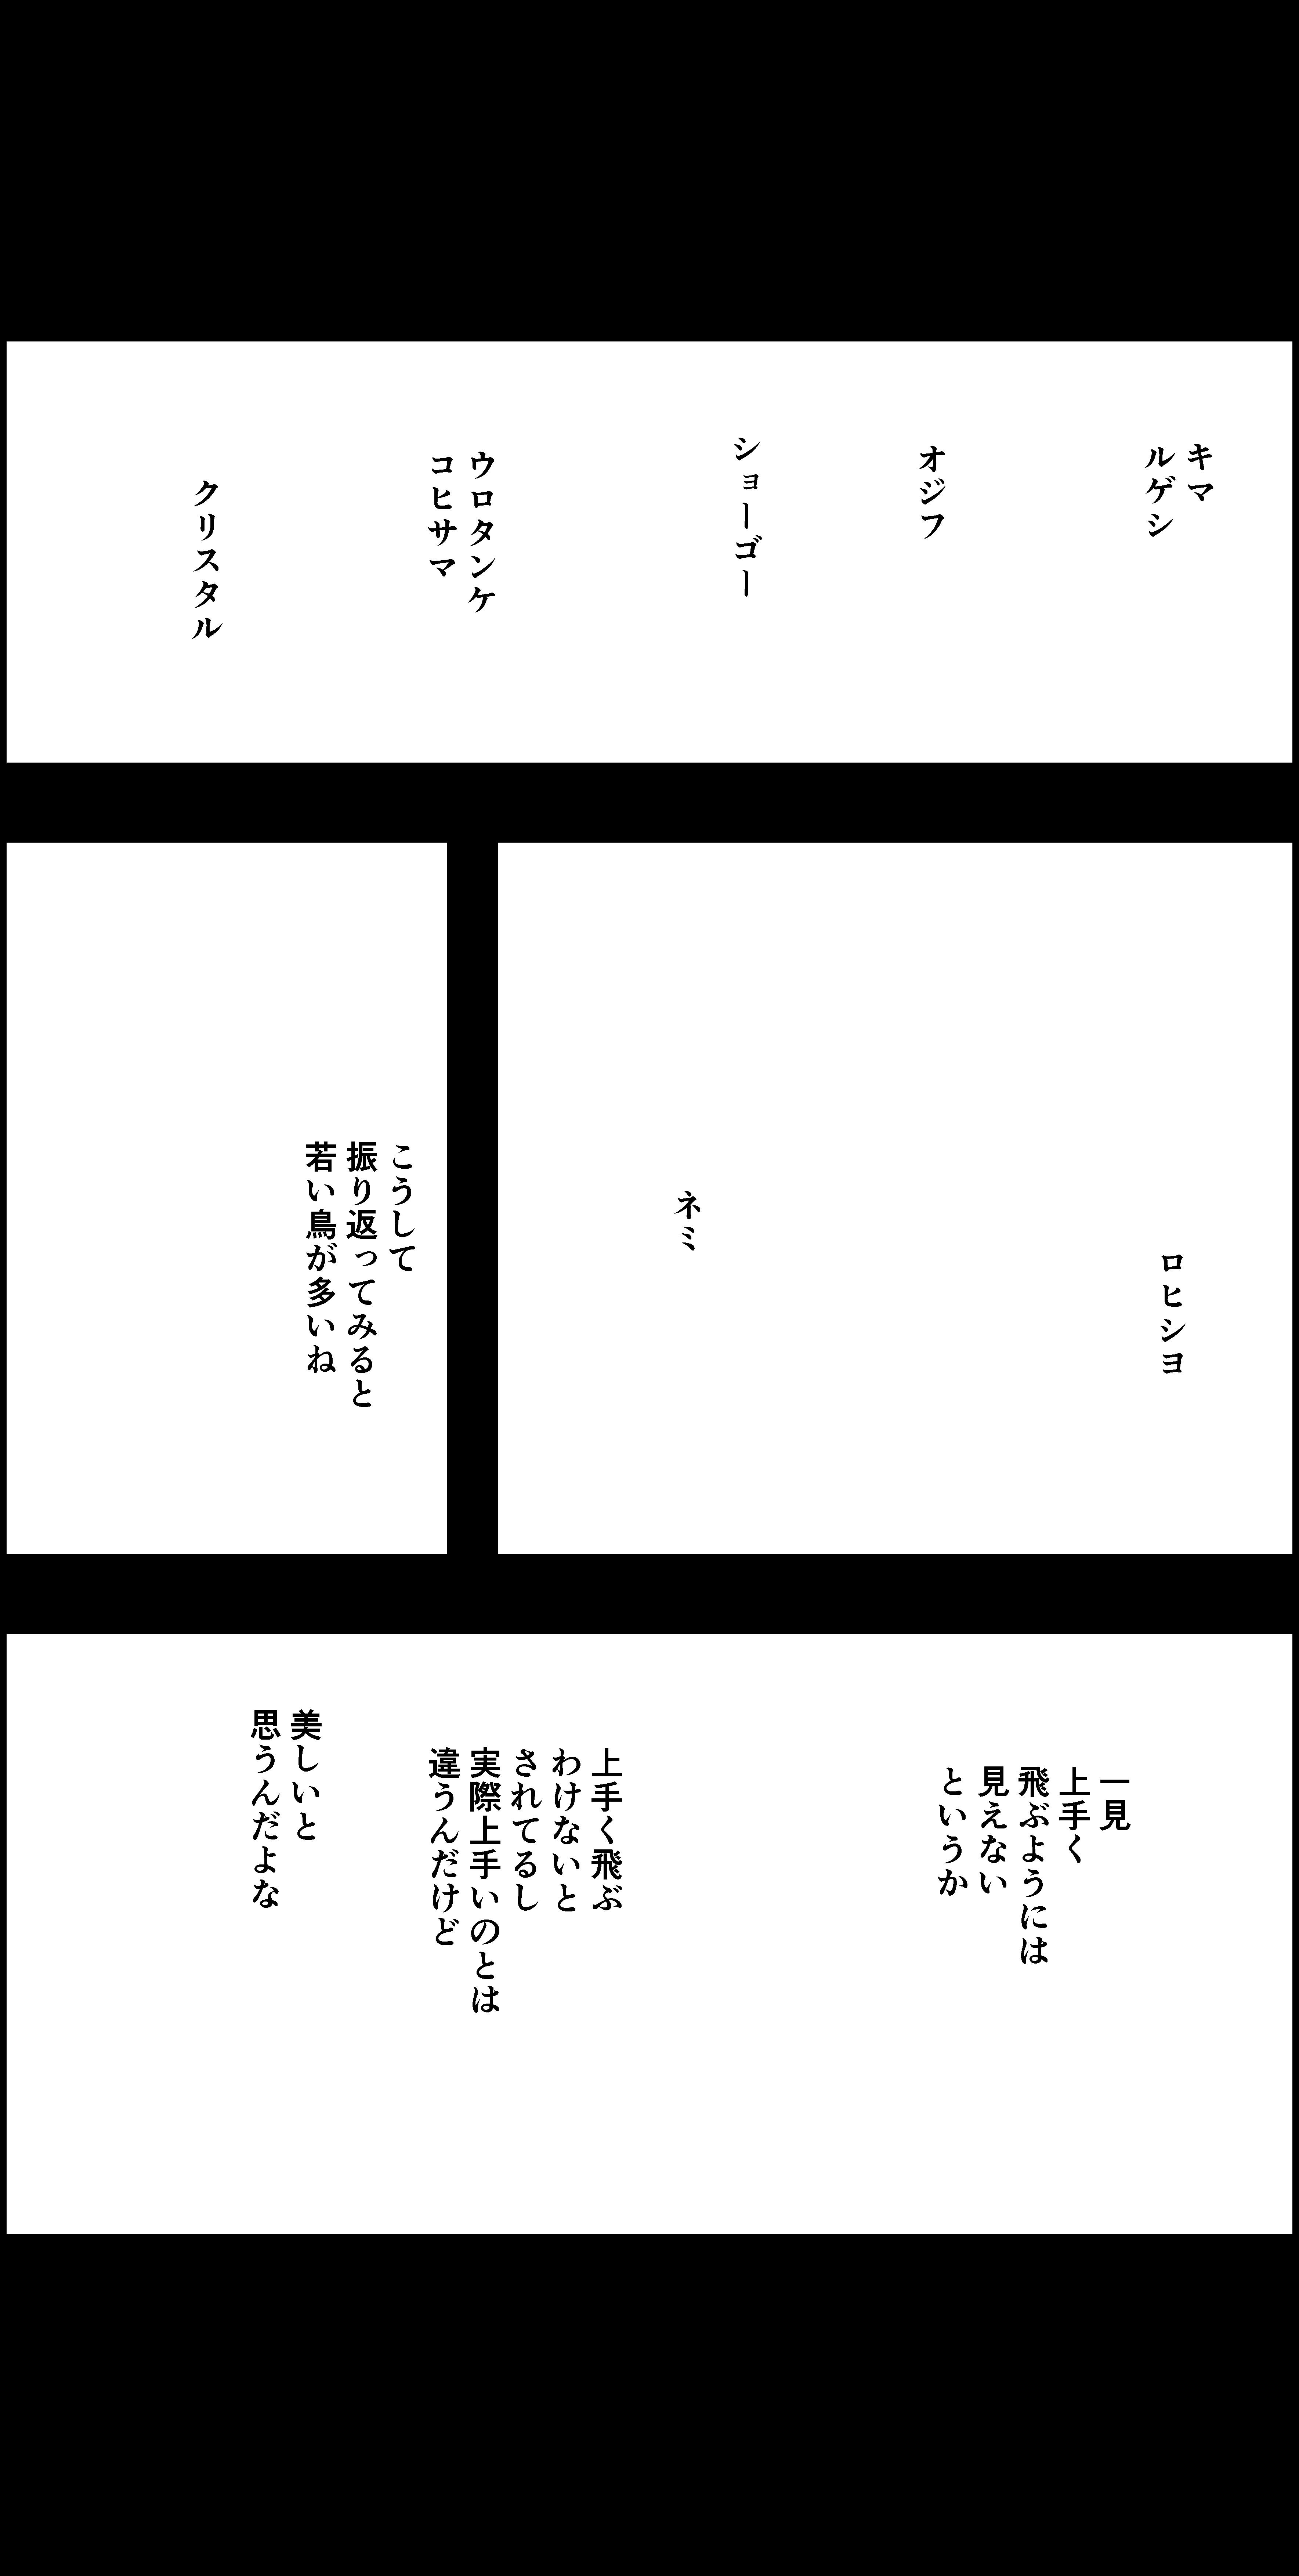 キマ
ルゲシ
オジフ
ショーゴー
ウロタンケ
コヒサマ
クリスタル
ロヒシヨ
ネミ
こうして
振り返ってみると
若い鳥が多いね
一見
上手く
飛ぶようには
見えない
というか
上手く飛ぶ
わけないと
されてるし
実際上手いのとは
違うんだけど
美しいと
思うんだよな